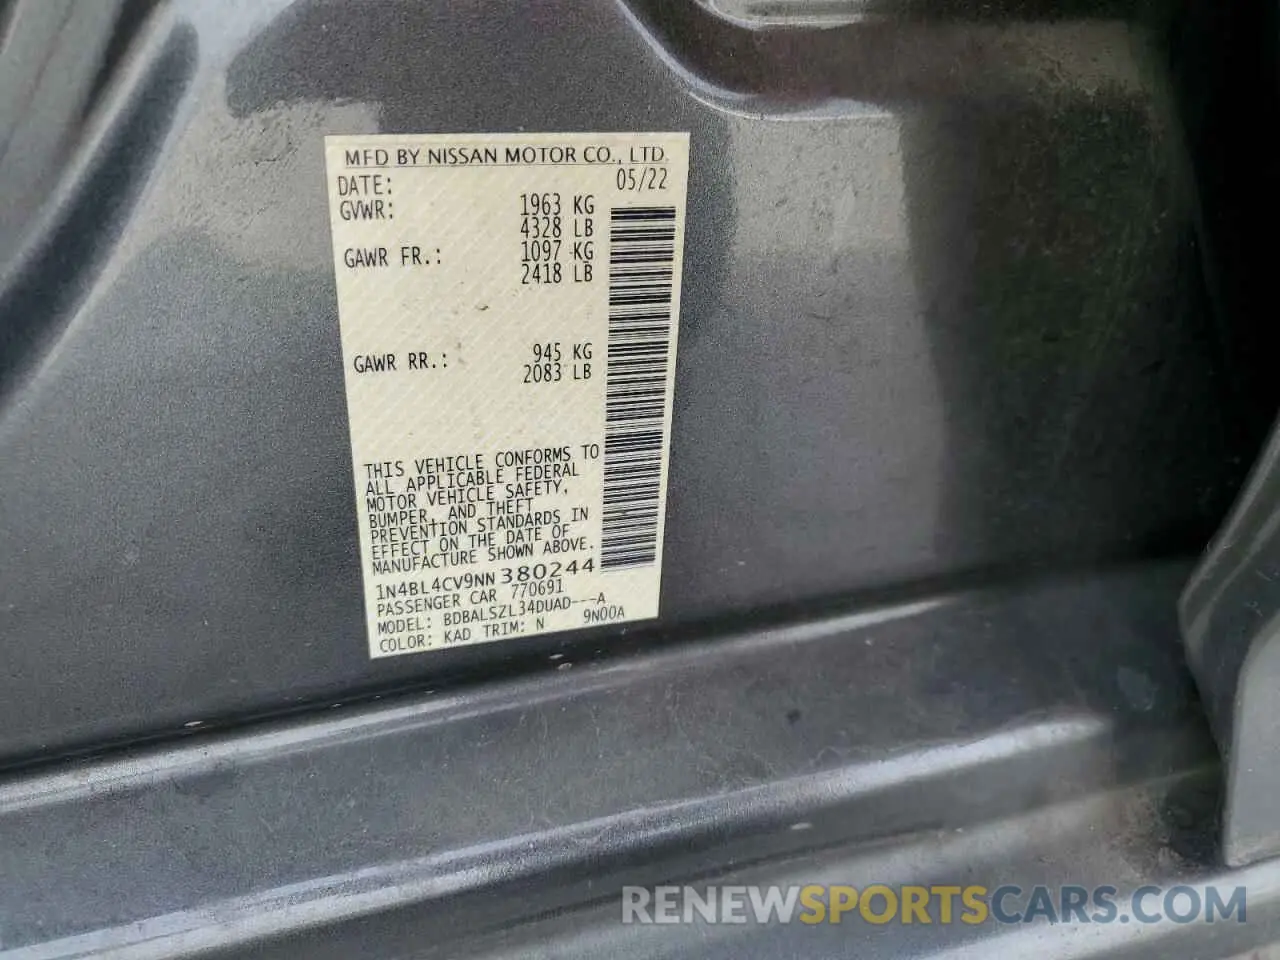 MFD BY NISSAN MOTOR CO., LTD.
DATE: 05/22
GVWR: 1963 KG
4328 LB
GAWR FR.: 1097 KG
2418 LB
GAWR RR.: 945 KG
2083 LB
THIS VEHICLE CONFORMS TO
ALL APPLICABLE FEDERAL
MOTOR VEHICLE SAFETY,
BUMPER, AND THEFT
PREVENTION STANDARDS IN
EFFECT ON THE DATE OF
MANUFACTURE SHOWN ABOVE.
1N4BL4CV9NN380244
PASSENGER CAR 770691
MODEL: BDBALSZL34DUAD---A
COLOR: KAD TRIM: N 9N00A
RENEWSPORTSCARS.COM